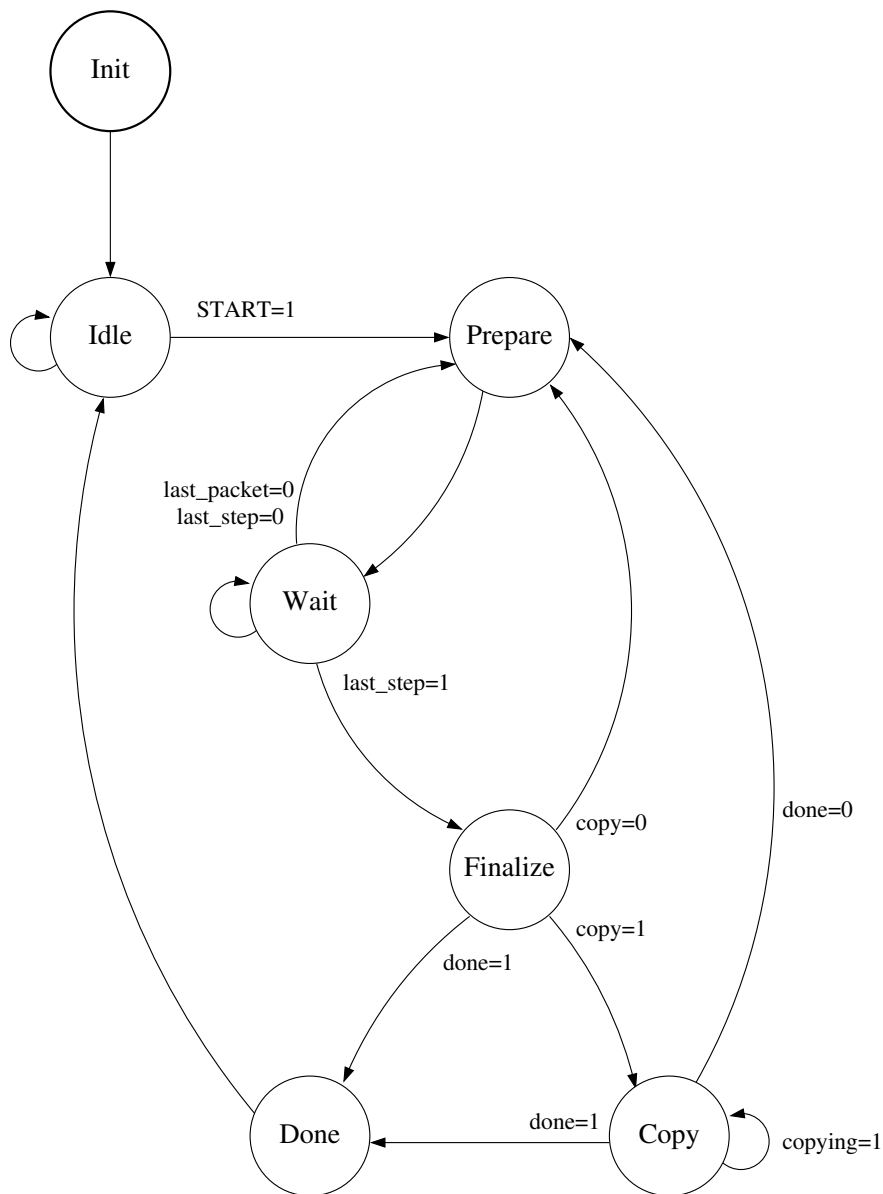 Init
START=1
Idle
Prepare
last_packet=0
last_step=0
Wait
last_step=1
done=0
copy=0
Finalize
copy=1
done=1
done=1
Done
Copy
copying=1